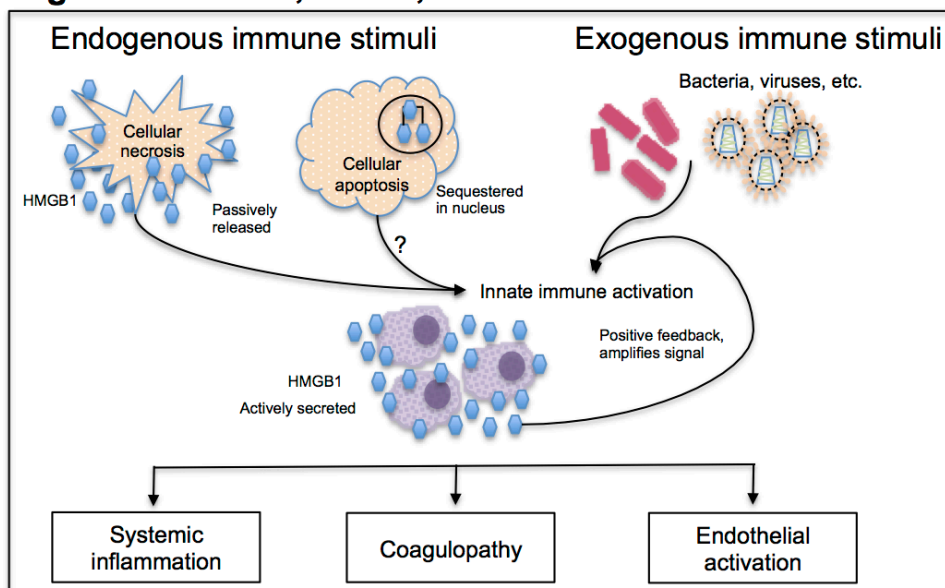 Endogenous immune stimuli
Exogenous immune stimuli
Bacteria, viruses, etc.
Cellular
necrosis
HMGB1
Passively
released
Cellular
apoptosis
Sequestered
in nucleus
?
Innate immune activation
Positive feedback,
amplifies signal
HMGB1
Actively secreted
Systemic
inflammation
Coagulopathy
Endothelial
activation